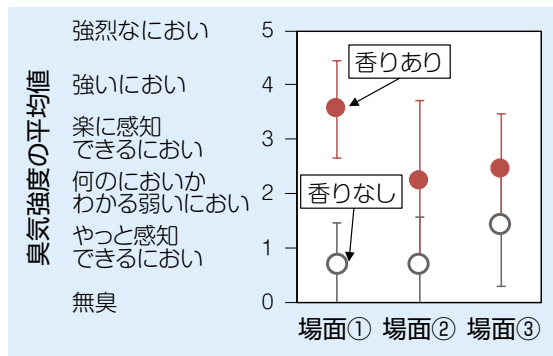 臭気強度の平均値
強烈なにおい
強いにおい
楽に感知
できるにおい
何のにおいか
わかる弱いにおい
やっと感知
できるにおい
無臭
5
4
3
2
1
0
香りあり
香りなし
場面① 場面② 場面③